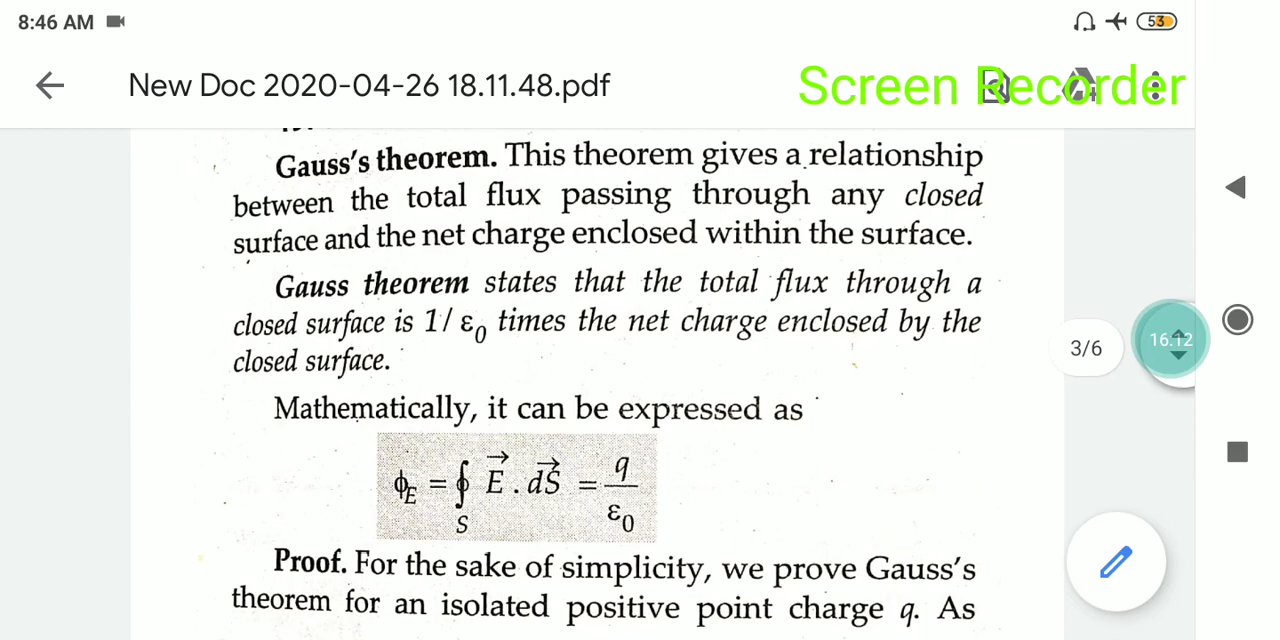 8:46 AM
53
New Doc 2020-04-26 18.11.48.pdf
Screen Recorder
Gauss's theorem. This theorem gives a relationship
between the total flux passing through any closed
surface and the net charge enclosed within the surface.
Gauss theorem states that the total flux through a
closed surface is 1/ ε0 times the net charge enclosed by the
closed surface.
3/6
16.12
Mathematically, it can be expressed as
ϕE = ∮S E⃗ . dS⃗ = q/ε0
Proof. For the sake of simplicity, we prove Gauss's
theorem for an isolated positive point charge q. As